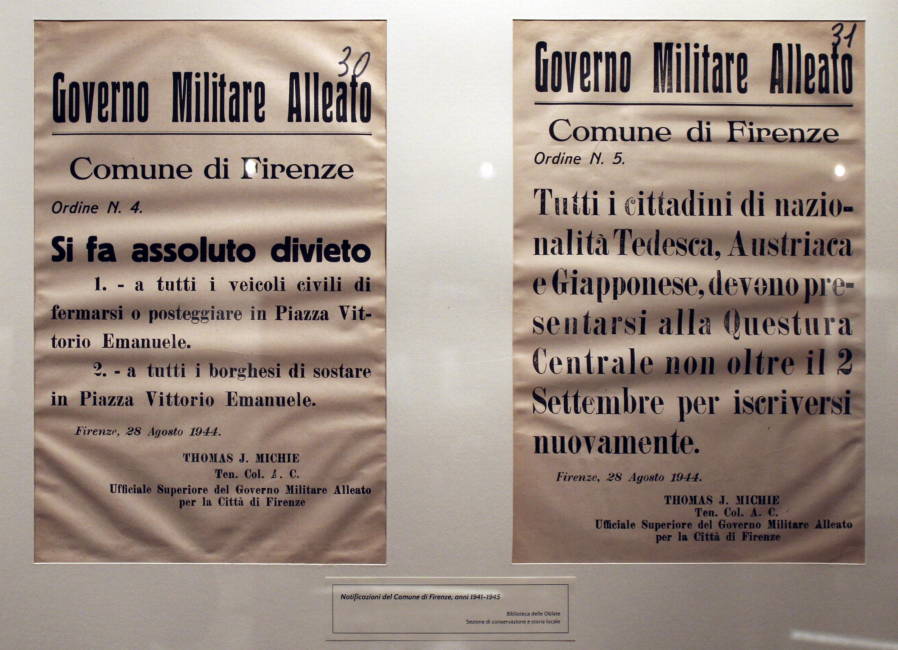 30
Governo Militare Alleato
Comune di Firenze
Ordine N. 4.
Si fa assoluto divieto
1. - a tutti i veicoli civili di
fermarsi o posteggiare in Piazza Vit-
torio Emanuele.
2. - a tutti i borghesi di sostare
in Piazza Vittorio Emanuele.
Firenze, 28 Agosto 1944.
THOMAS J. MICHIE
Ten. Col. A. C.
Ufficiale Superiore del Governo Militare Alleato
per la Città di Firenze
31
Governo Militare Alleato
Comune di Firenze
Ordine N. 5.
Tutti i cittadini di nazio-
nalità Tedesca, Austriaca
e Giapponese, devono pre-
sentarsi alla Questura
Centrale non oltre il 2
Settembre per iscriversi
nuovamente.
Firenze, 28 Agosto 1944.
THOMAS J. MICHIE
Ten. Col. A. C.
Ufficiale Superiore del Governo Militare Alleato
per la Città di Firenze
Notificazioni del Comune di Firenze, anni 1941-1945
Biblioteca delle Oblate
Sezione di conservazione e storia locale